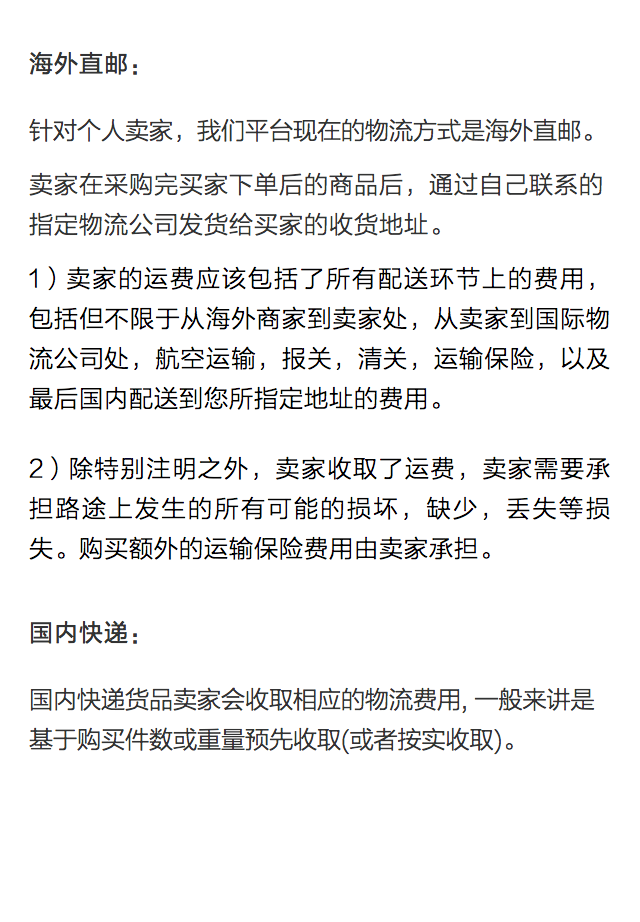 海外直邮：
针对个人卖家，我们平台现在的物流方式是海外直邮。
卖家在采购完买家下单后的商品后，通过自己联系的
指定物流公司发货给买家的收货地址。
1）卖家的运费应该包括了所有配送环节上的费用，
包括但不限于从海外商家到卖家处，从卖家到国际物
流公司处，航空运输，报关，清关，运输保险，以及
最后国内配送到您所指定地址的费用。
2）除特别注明之外，卖家收取了运费，卖家需要承
担路途上发生的所有可能的损坏，缺少，丢失等损
失。购买额外的运输保险费用由卖家承担。
国内快递：
国内快递货品卖家会收取相应的物流费用, 一般来讲是
基于购买件数或重量预先收取(或者按实收取)。